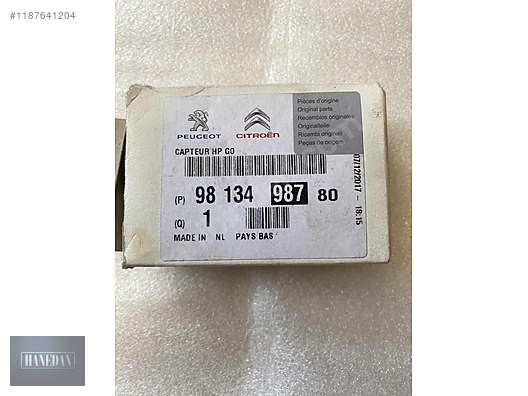 #1187641204
PEUGEOT
CITROËN
Pièces d'origine
Original parts
Recambios originales
Originalteile
Ricambi originali
Peças de origem
CAPTEUR HP GO
07/12/2017 - 18:15
(P) 98 134 987 80
(Q) 1
MADE IN NL PAYS BAS
HANEDAN